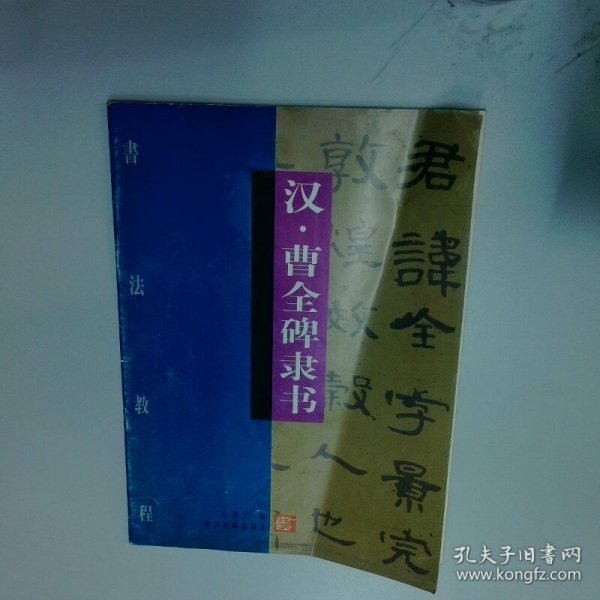 書法教程
汉·曹全碑隶书
君諱全字景完
敦煌效穀人也
書
孔夫子旧书网
www.kongfz.com